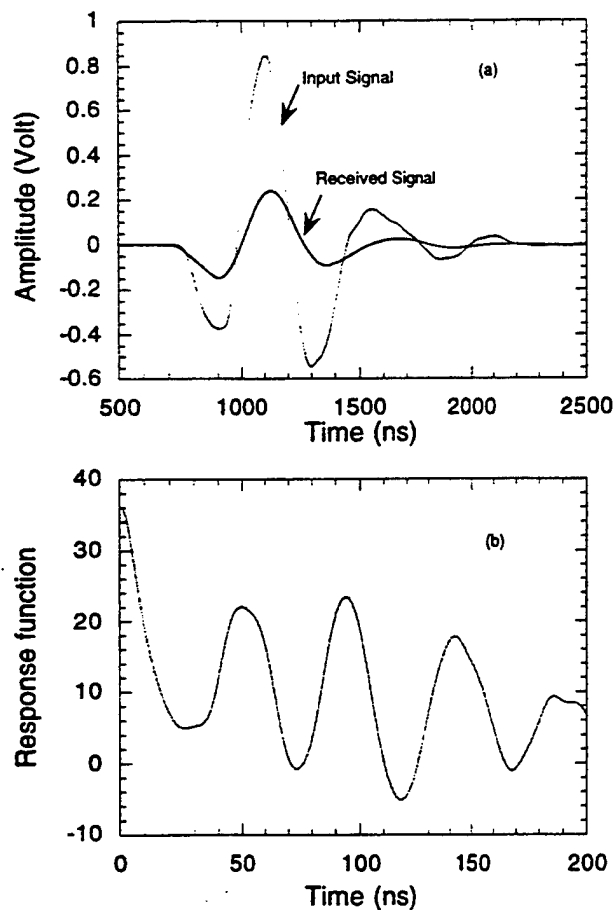 1
0.8
0.6
0.4
0.2
0
-0.2
-0.4
-0.6
Amplitude (Volt)
(a)
Input Signal
Received Signal
500 1000 1500 2000 2500
Time (ns)
40
30
20
10
0
-10
Response function
(b)
0 50 100 150 200
Time (ns)